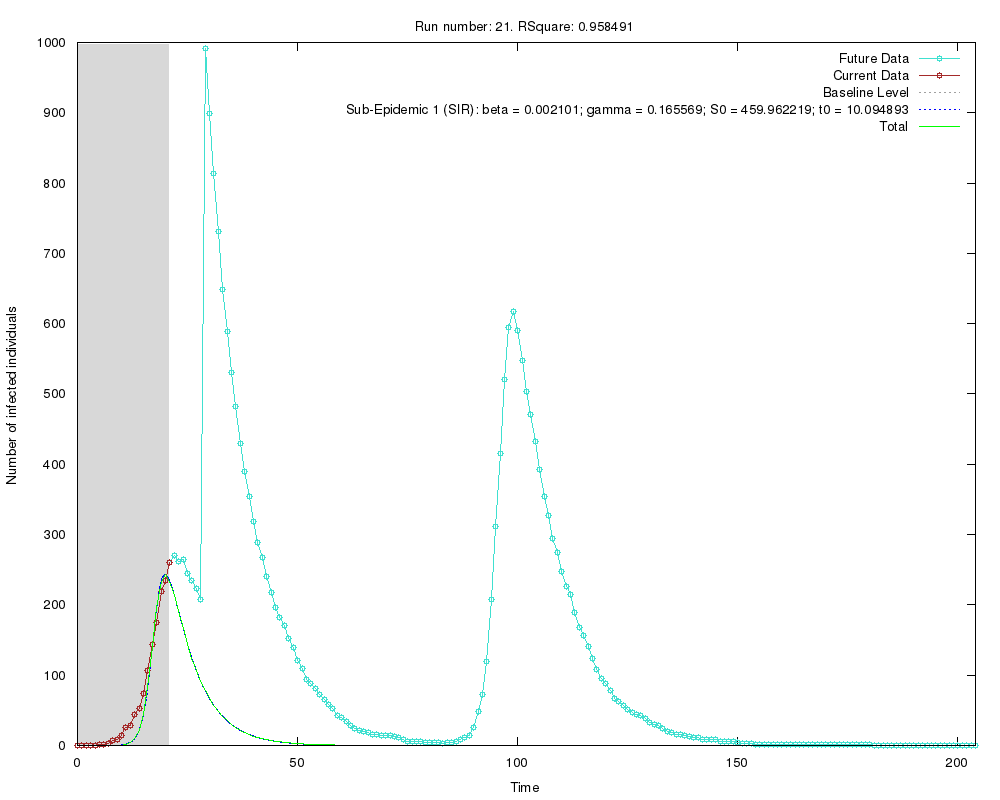 Run number: 21. RSquare: 0.958491
Future Data
Current Data
Baseline Level
Sub-Epidemic 1 (SIR): beta = 0.002101; gamma = 0.165569; S0 = 459.962219; t0 = 10.094893
Total
1000
900
800
700
600
500
400
300
200
100
0
Number of infected individuals
0 50 100 150 200
Time